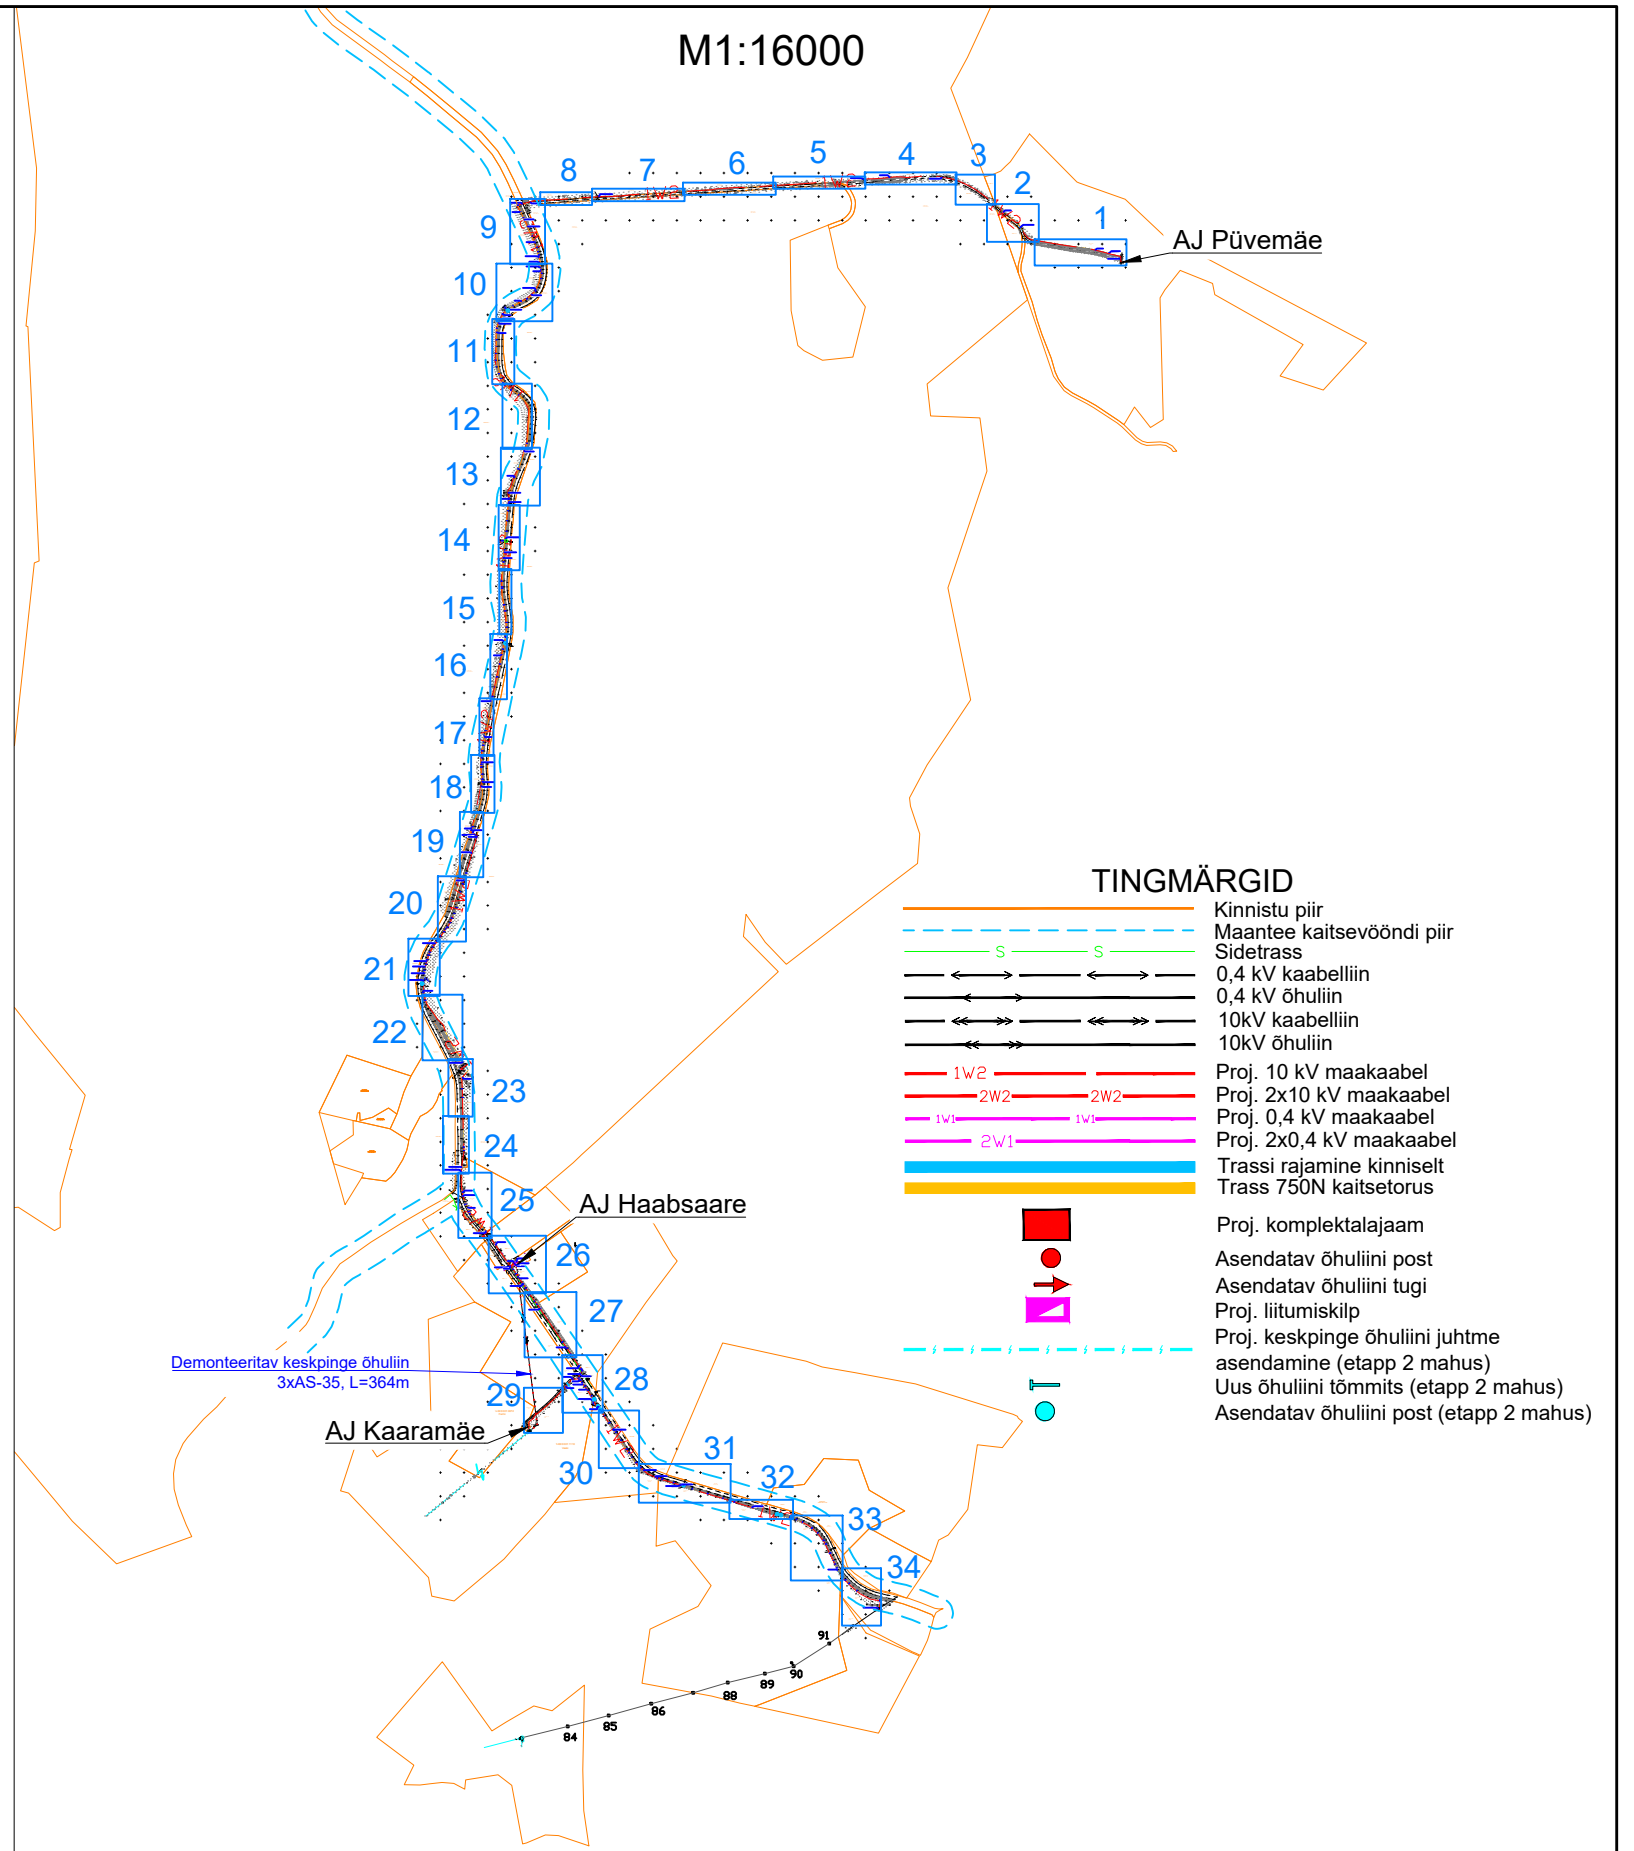 M1:16000
8
7
6
5
4
3
2
1
AJ Püvemäe
9
10
11
12
13
14
15
16
17
18
19
20
21
22
23
24
25
AJ Haabsaare
26
27
Demonteeritav keskpinge õhuliin
3xAS-35, L=364m
28
29
AJ Kaaramäe
30
31
32
33
34
91
90
89
88
86
85
84
TINGMÄRGID
Kinnistu piir
Maantee kaitsevööndi piir
S S Sidetrass
0,4 kV kaabelliin
0,4 kV õhuliin
10kV kaabelliin
10kV õhuliin
1W2 Proj. 10 kV maakaabel
2W2 2W2 Proj. 2x10 kV maakaabel
1W1 1W1 Proj. 0,4 kV maakaabel
2W1 Proj. 2x0,4 kV maakaabel
Trassi rajamine kinniselt
Trass 750N kaitsetorus
Proj. komplektalajaam
Asendatav õhuliini post
Asendatav õhuliini tugi
Proj. liitumiskilp
Proj. keskpinge õhuliini juhtme
asendamine (etapp 2 mahus)
Uus õhuliini tõmmits (etapp 2 mahus)
Asendatav õhuliini post (etapp 2 mahus)